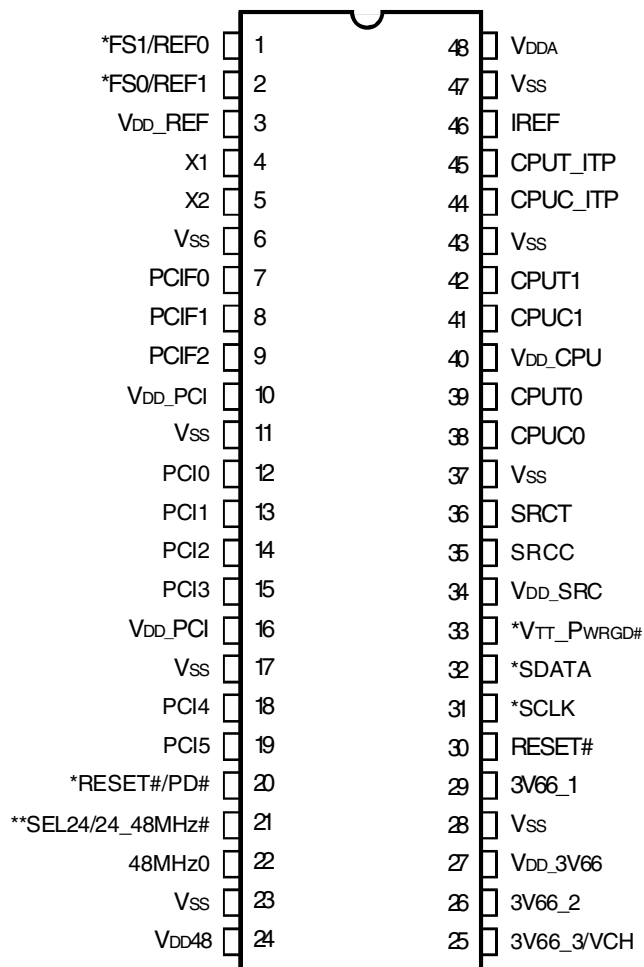 *FS1/REF0 1 48 VDDA
*FS0/REF1 2 47 VSS
VDD_REF 3 46 IREF
X1 4 45 CPUT_ITP
X2 5 44 CPUC_ITP
VSS 6 43 VSS
PCIF0 7 42 CPUT1
PCIF1 8 41 CPUC1
PCIF2 9 40 VDD_CPU
VDD_PCI 10 39 CPUT0
VSS 11 38 CPUC0
PCI0 12 37 VSS
PCI1 13 36 SRCT
PCI2 14 35 SRCC
PCI3 15 34 VDD_SRC
VDD_PCI 16 33 *VTT_PWRGD#
VSS 17 32 *SDATA
PCI4 18 31 *SCLK
PCI5 19 30 RESET#
*RESET#/PD# 20 29 3V66_1
**SEL24/24_48MHz# 21 28 VSS
48MHz0 22 27 VDD_3V66
VSS 23 26 3V66_2
VDD48 24 25 3V66_3/VCH